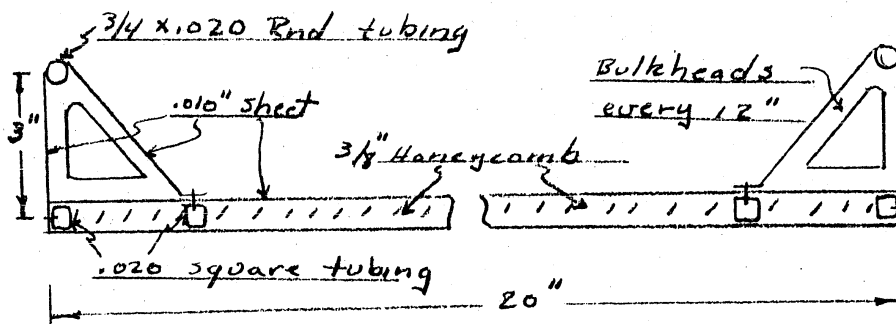 3/4 x .020 Rnd tubing
Bulkheads
every 12"
.010" sheet
3"
3/8" Honeycomb
.020 square tubing
20"